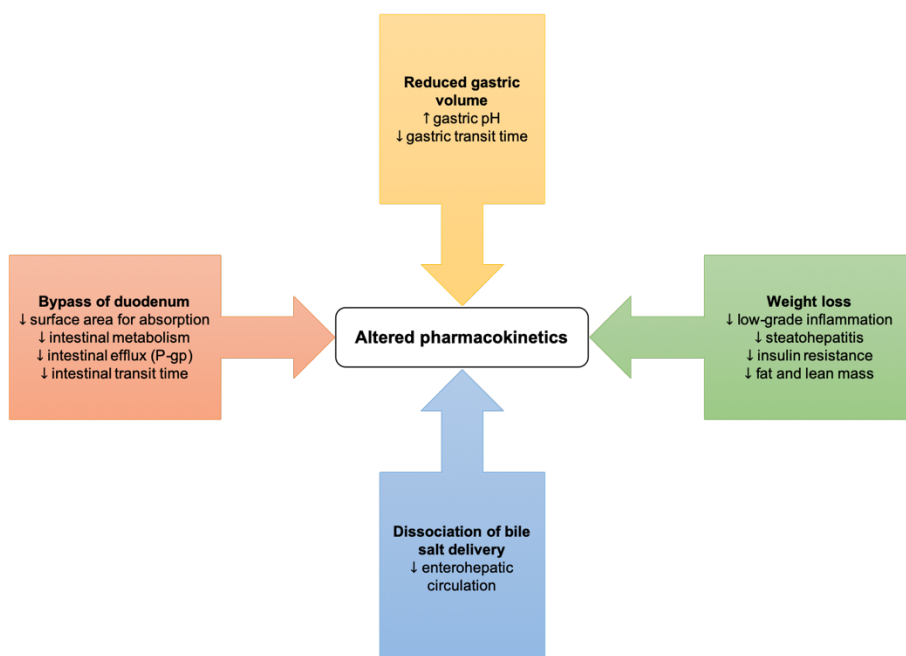 Reduced gastric
volume
↑ gastric pH
↓ gastric transit time
Bypass of duodenum
↓ surface area for absorption
↓ intestinal metabolism
↓ intestinal efflux (P-gp)
↓ intestinal transit time
Altered pharmacokinetics
Weight loss
↓ low-grade inflammation
↓ steatohepatitis
↓ insulin resistance
↓ fat and lean mass
Dissociation of bile
salt delivery
↓ enterohepatic
circulation